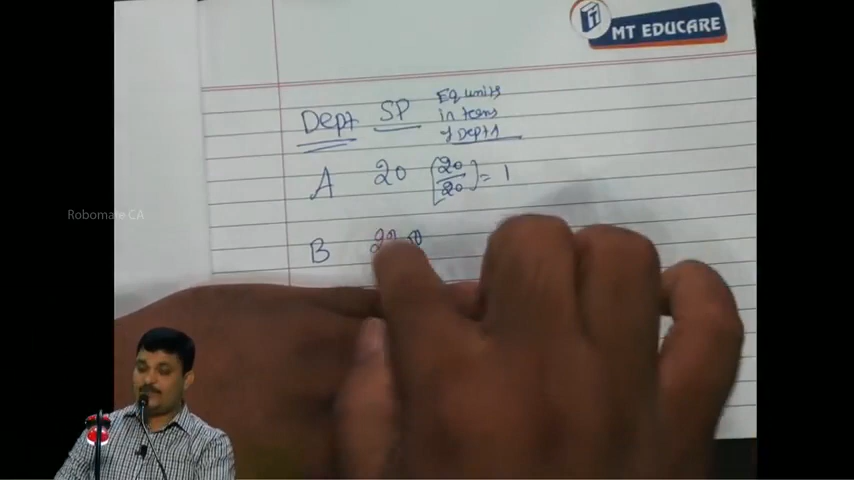 MT EDUCARE
Dept SP Eq units
in terms
of Dept A
A 20 (20/20) = 1
B
Robomate CA